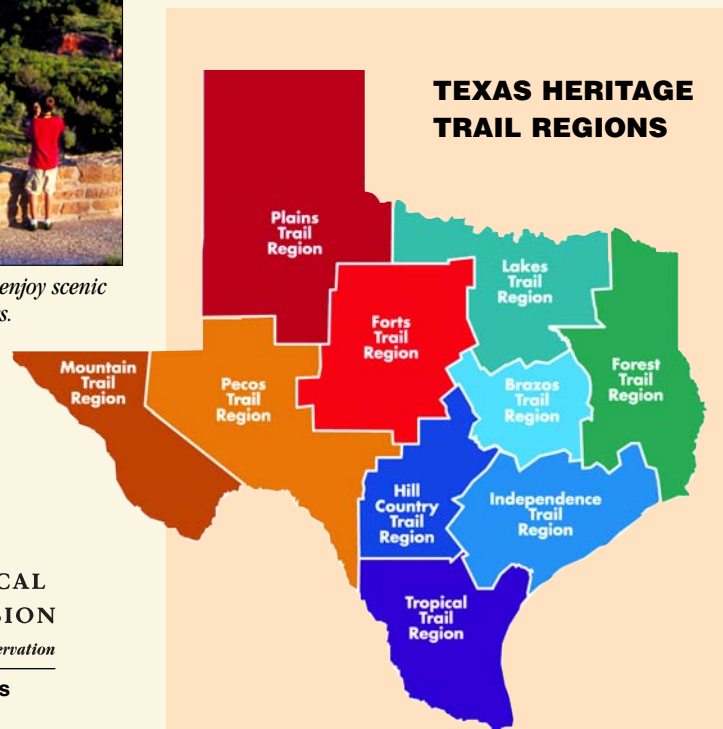 TEXAS HERITAGE
TRAIL REGIONS
Plains
Trail
Region
enjoy scenic
s.
Lakes
Trail
Region
Forts
Trail
Region
Mountain
Trail
Region
Pecos
Trail
Region
Brazos
Trail
Region
Forest
Trail
Region
Hill
Country
Trail
Region
Independence
Trail
Region
CAL
SION
ervation
S
Tropical
Trail
Region